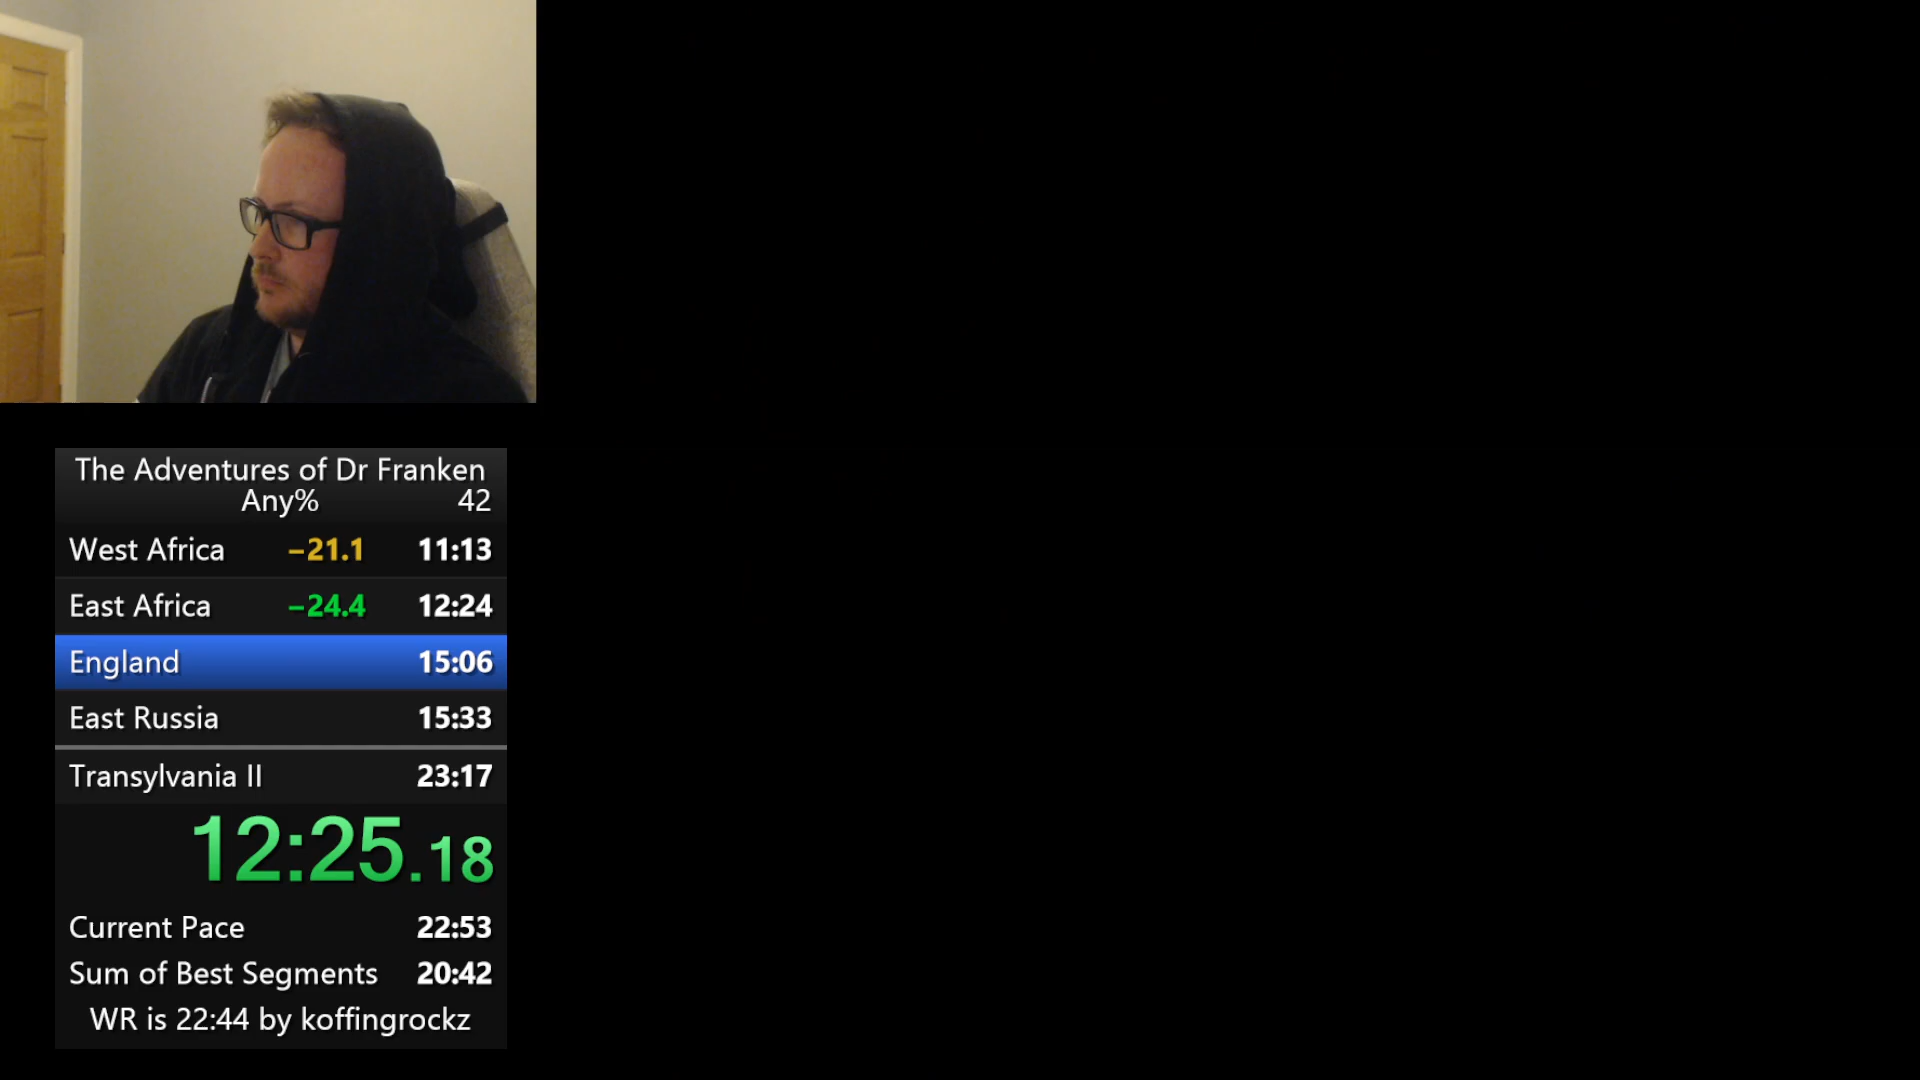 The Adventures of Dr Franken
Any% 42
West Africa −21.1 11:13
East Africa −24.4 12:24
England 15:06
East Russia 15:33
Transylvania II 23:17
12:25.18
Current Pace 22:53
Sum of Best Segments 20:42
WR is 22:44 by koffingrockz